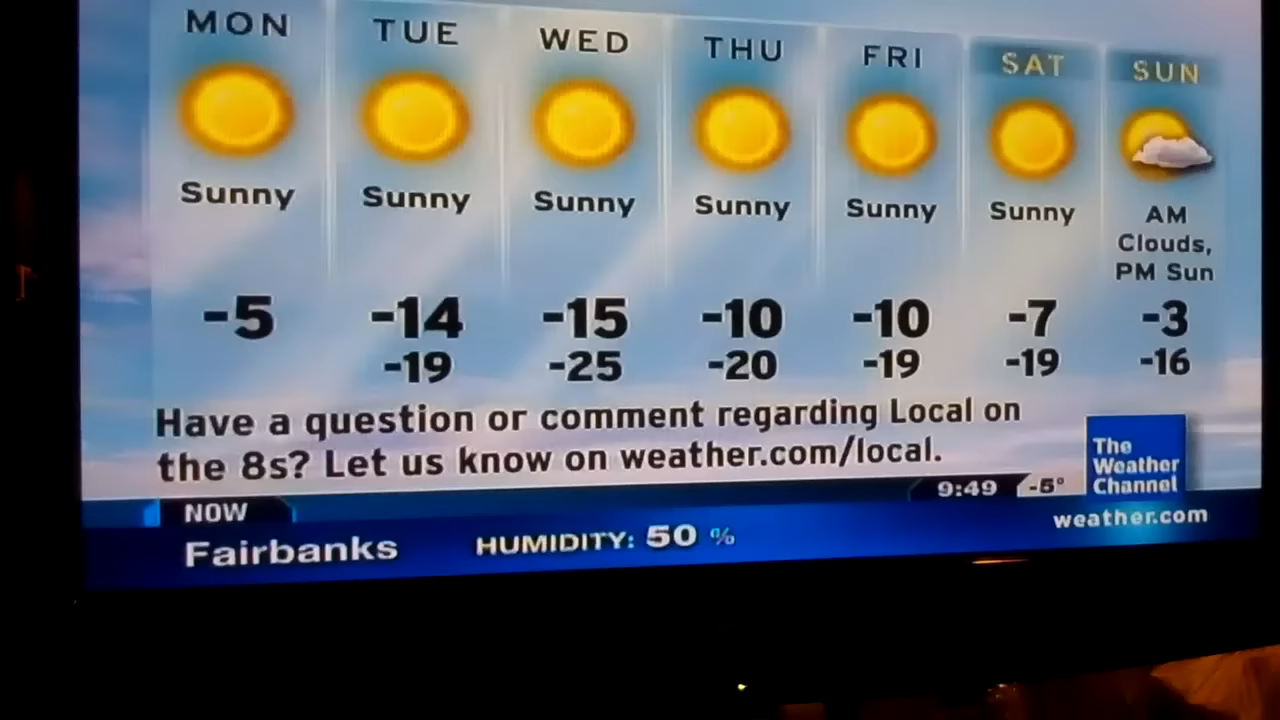 MON TUE WED THU FRI SAT SUN
Sunny Sunny Sunny Sunny Sunny Sunny AM
Clouds,
PM Sun
-5 -14 -15 -10 -10 -7 -3
-19 -25 -20 -19 -19 -16
Have a question or comment regarding Local on
the 8s? Let us know on weather.com/local.
The
Weather
Channel
9:49 -5°
weather.com
NOW
Fairbanks HUMIDITY: 50 %